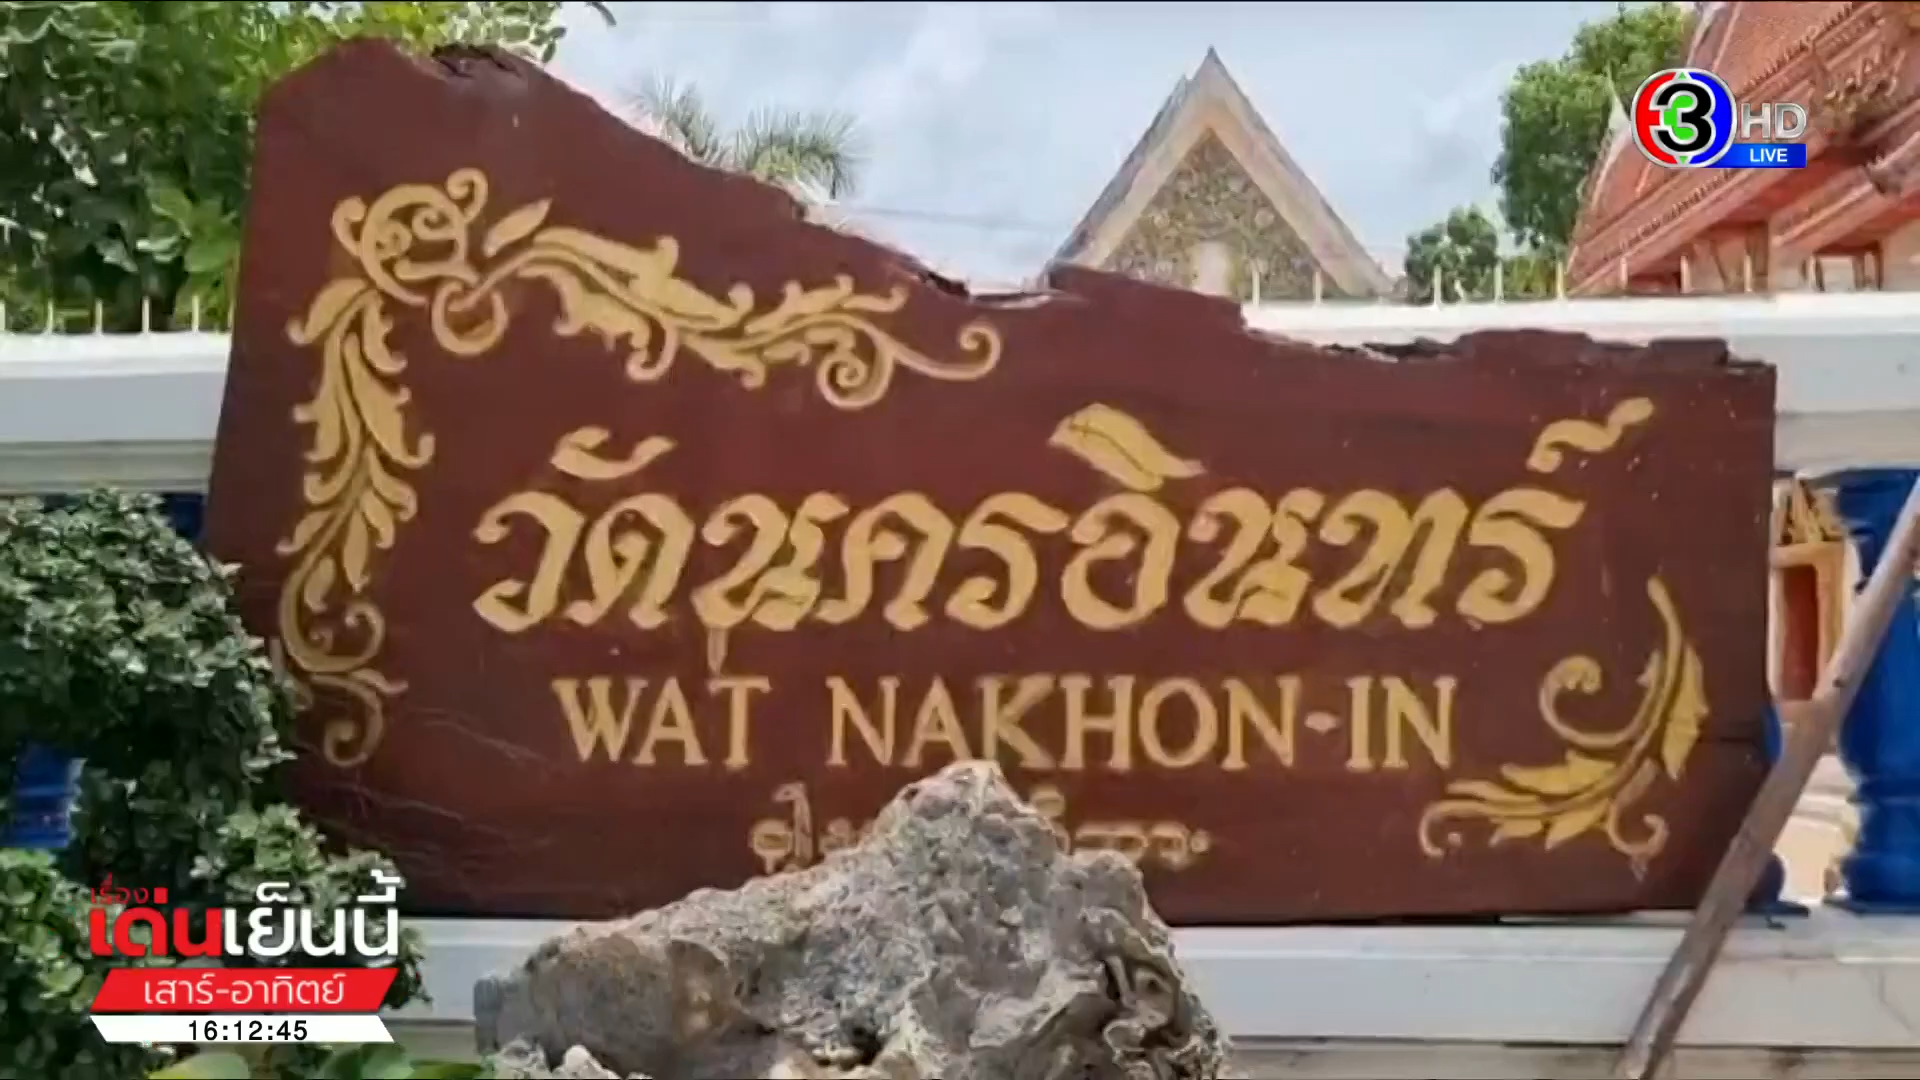 3 HD
LIVE
วัดนครอินทร์
WAT NAKHON-IN
เรื่อง
เด่นเย็นนี้
เสาร์-อาทิตย์
16:12:45